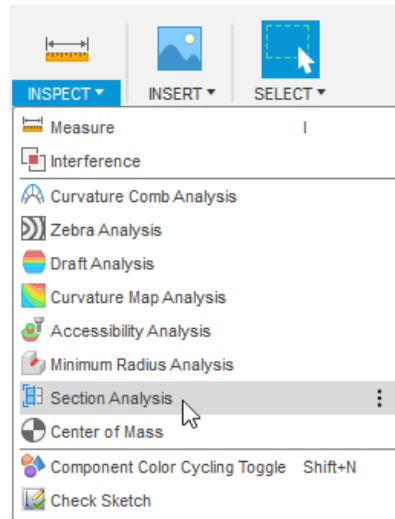 INSPECT ▾ INSERT ▾ SELECT ▾
Measure I
Interference
Curvature Comb Analysis
Zebra Analysis
Draft Analysis
Curvature Map Analysis
Accessibility Analysis
Minimum Radius Analysis
Section Analysis
Center of Mass
Component Color Cycling Toggle Shift+N
Check Sketch